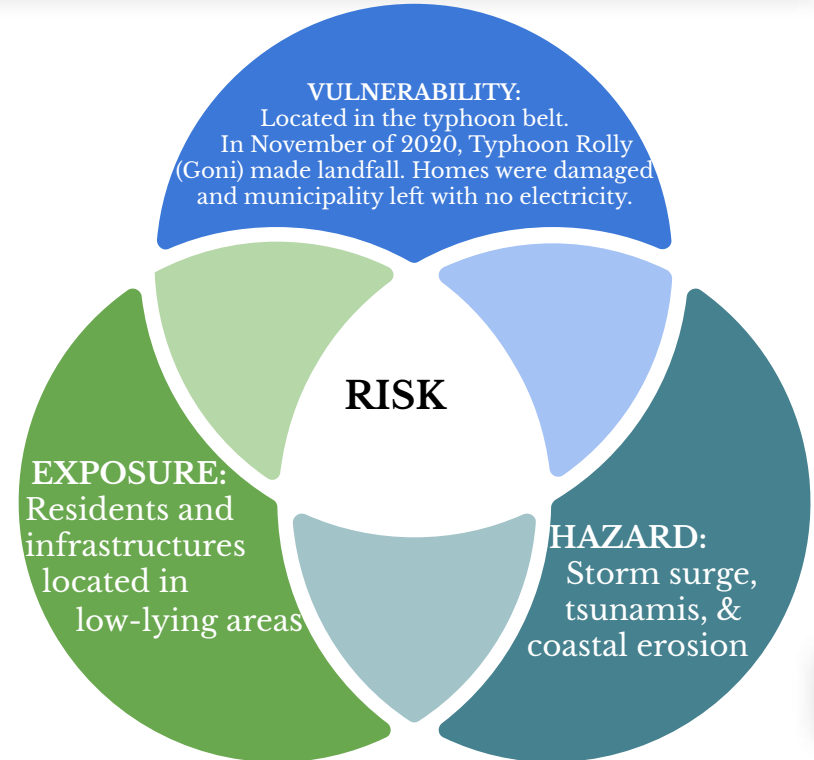 VULNERABILITY:
Located in the typhoon belt.
In November of 2020, Typhoon Rolly
(Goni) made landfall. Homes were damaged
and municipality left with no electricity.
RISK
EXPOSURE:
Residents and
infrastructures
located in
low-lying areas
HAZARD:
Storm surge,
tsunamis, &
coastal erosion